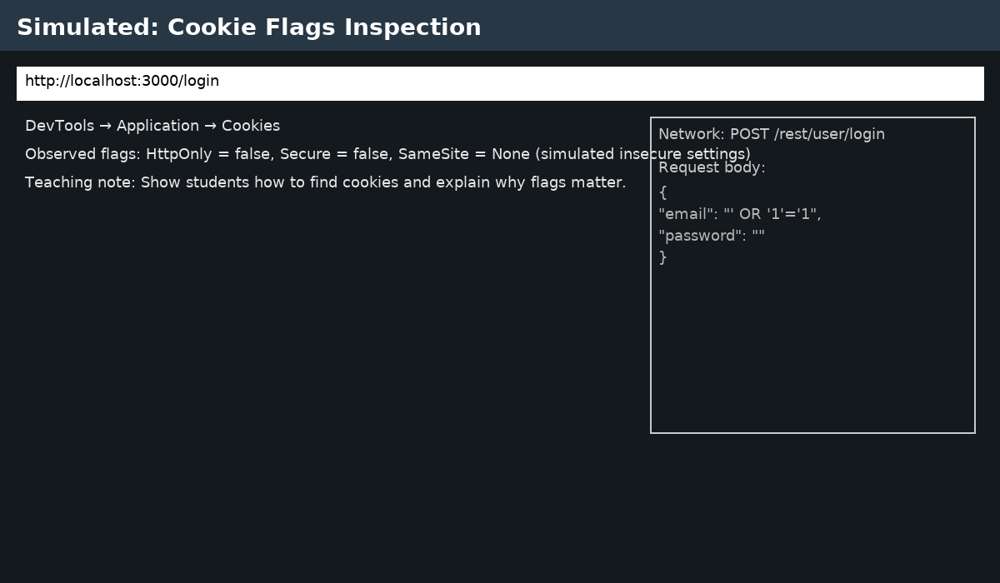 Simulated: Cookie Flags Inspection
http://localhost:3000/login
DevTools → Application → Cookies
Observed flags: HttpOnly = false, Secure = false, SameSite = None (simulated insecure settings)
Teaching note: Show students how to find cookies and explain why flags matter.
Network: POST /rest/user/login
Request body:
{
"email": "' OR '1'='1",
"password": ""
}